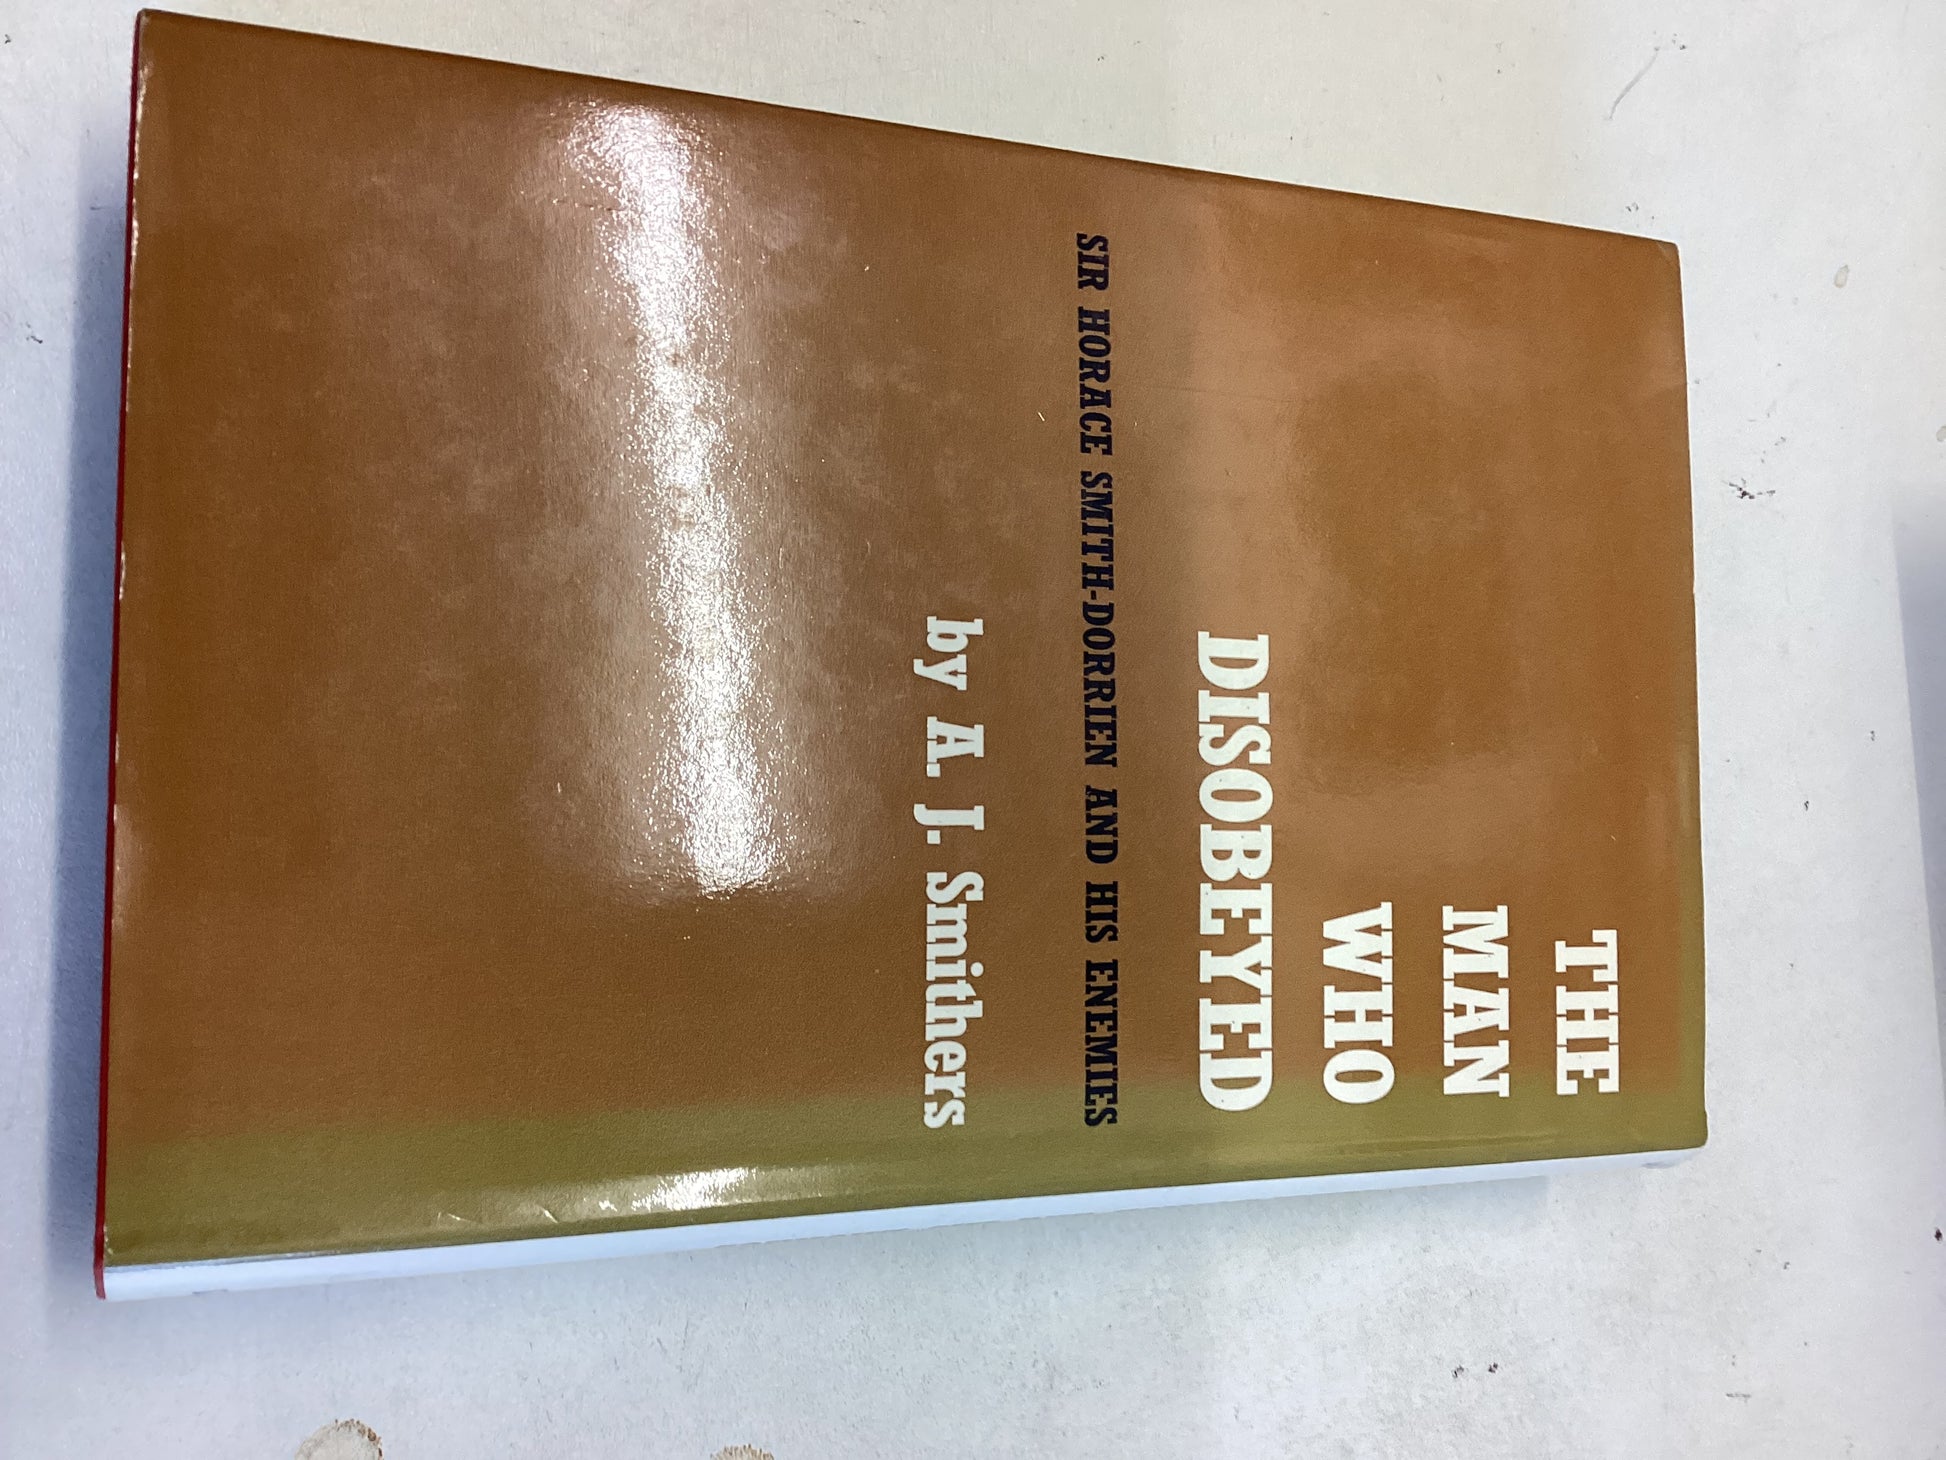 THE
MAN
WHO
DISOBEYED
SIR HORACE SMITH-DORRIEN AND HIS ENEMIES
by A. J. Smithers